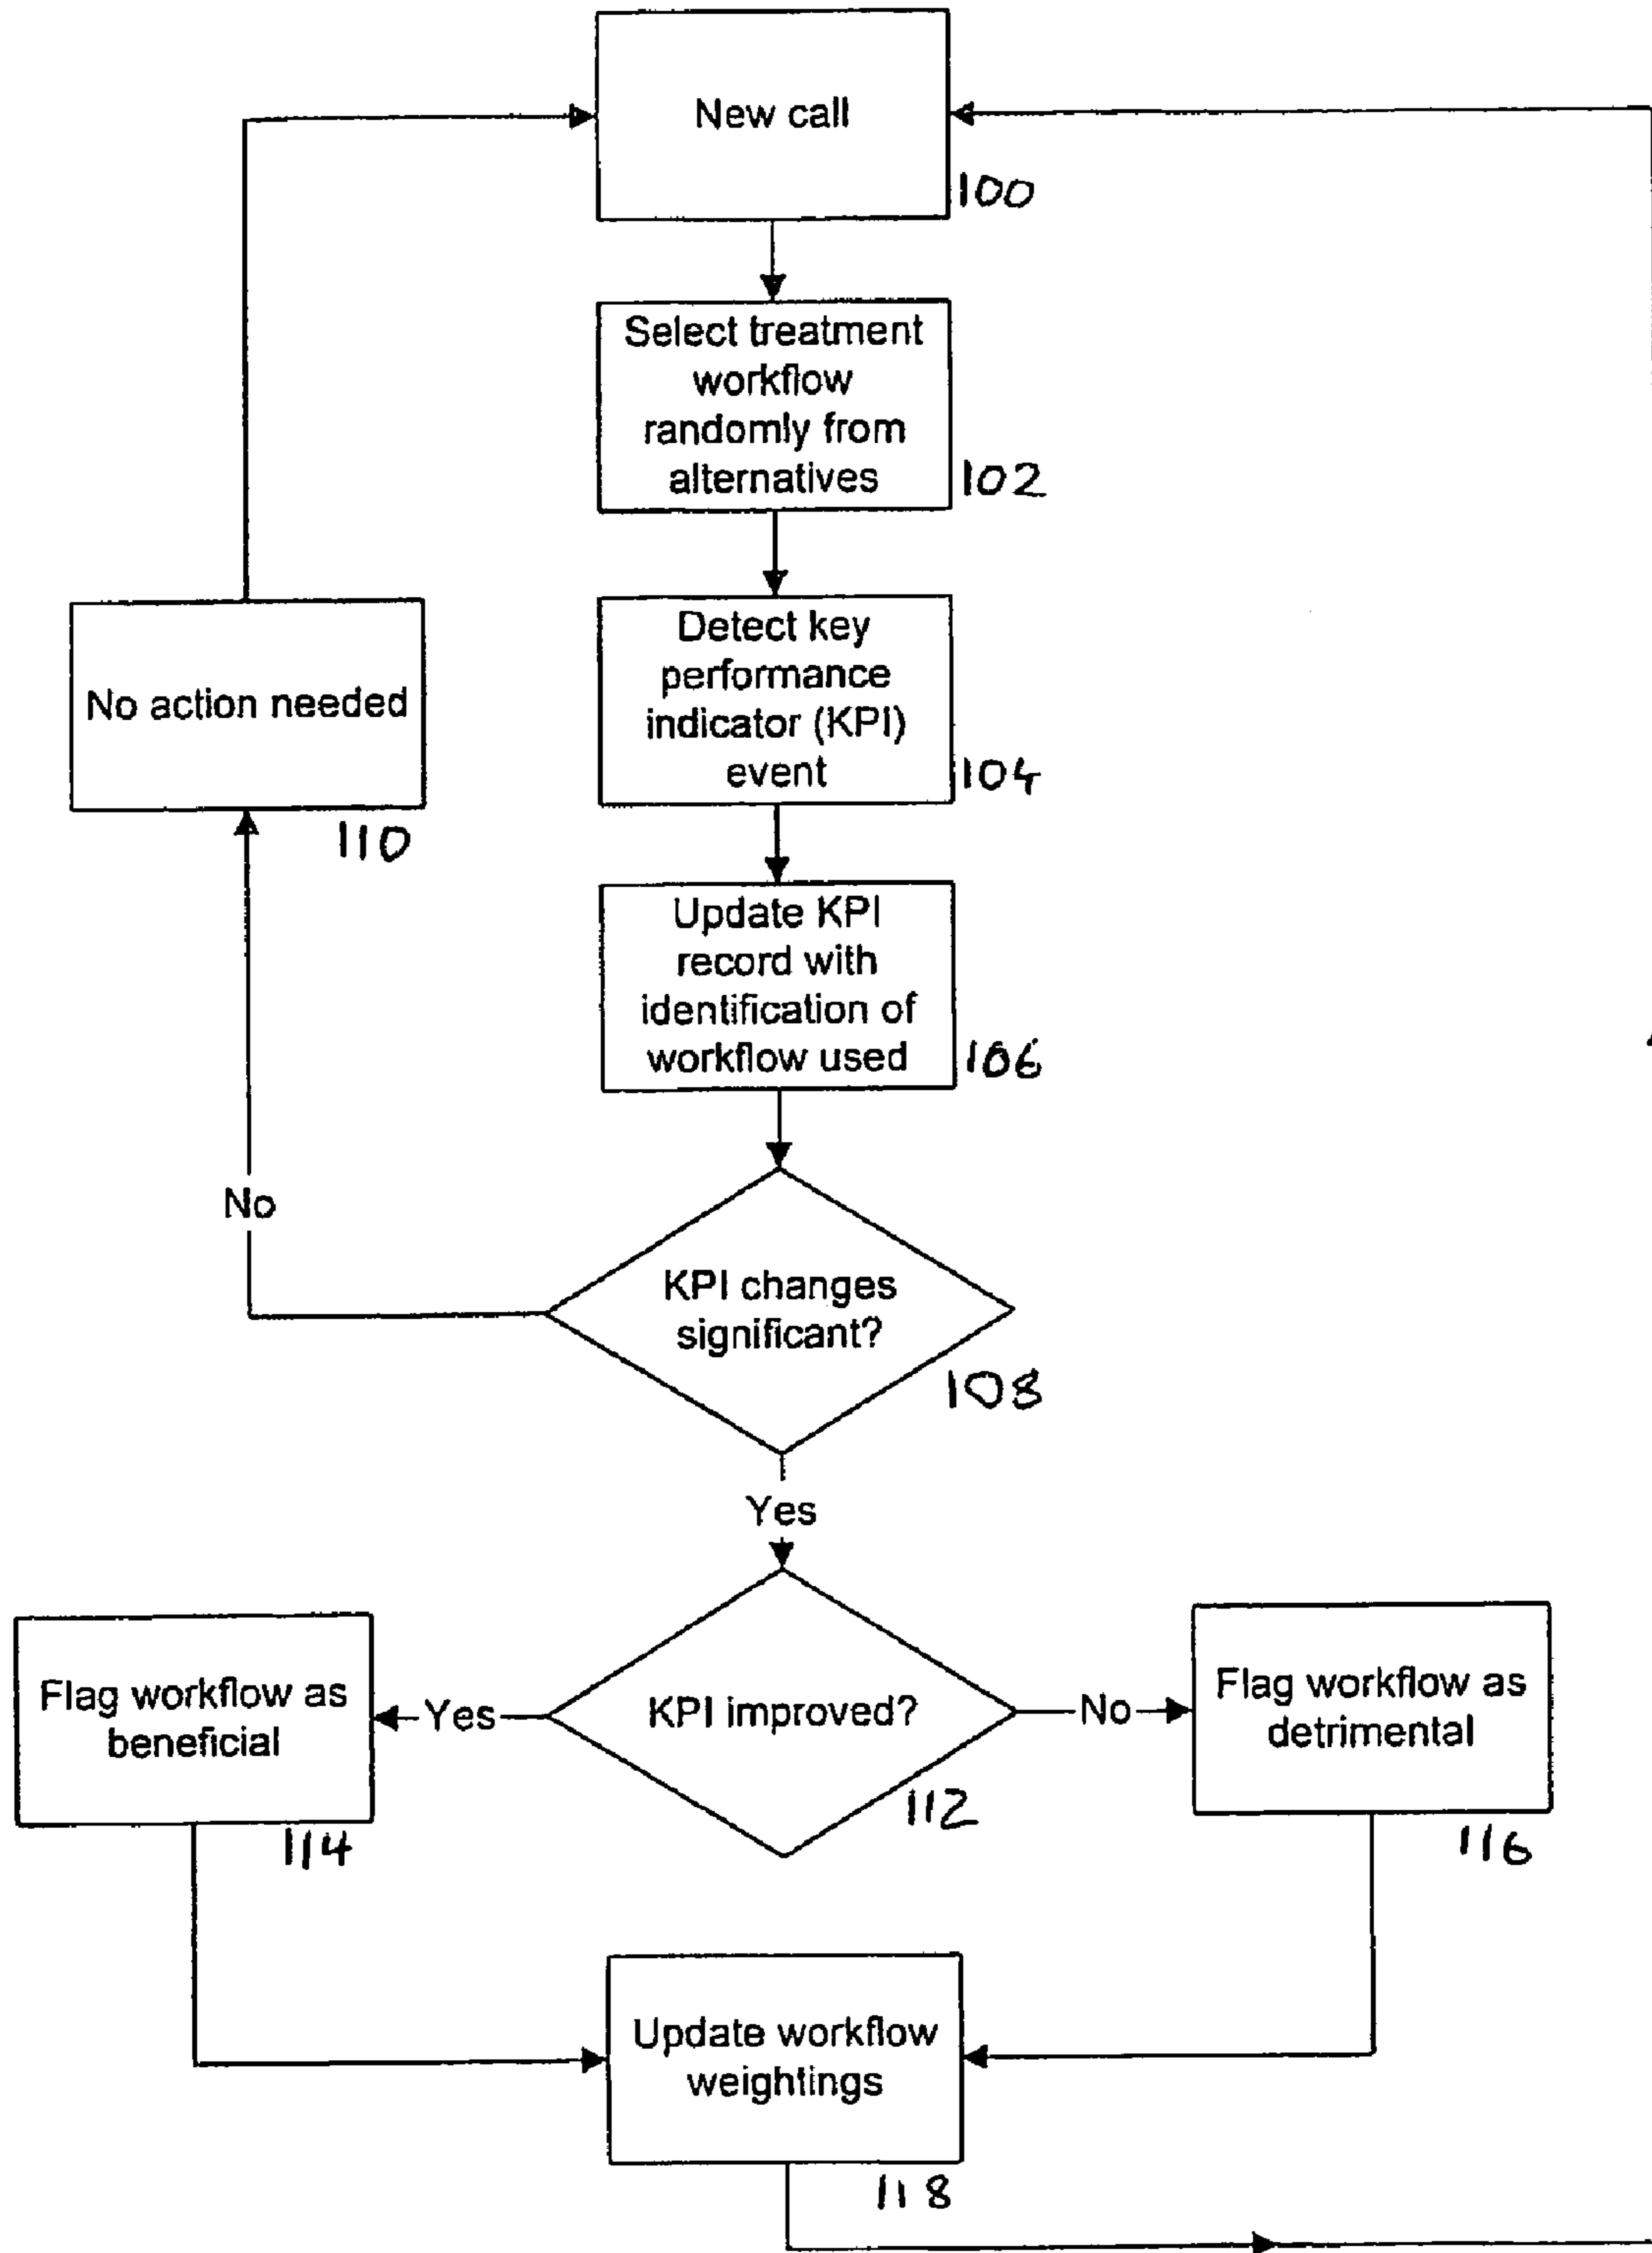 New call
100
Select treatment
workflow
randomly from
alternatives
102
Detect key
performance
indicator (KPI)
event
104
No action needed
110
Update KPI
record with
identification of
workflow used
106
No
KPI changes
significant?
108
Yes
Flag workflow as
beneficial
114
Yes
KPI improved?
112
No
Flag workflow as
detrimental
116
Update workflow
weightings
118